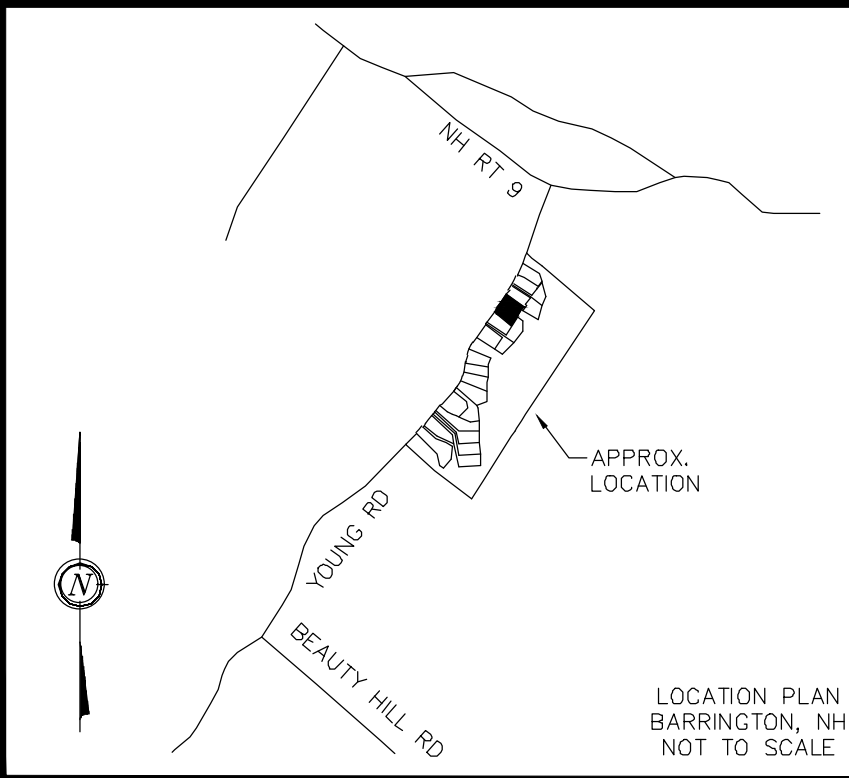 NH RT 9
APPROX.
LOCATION
YOUNG RD
N
BEAUTY HILL RD
LOCATION PLAN
BARRINGTON, NH
NOT TO SCALE